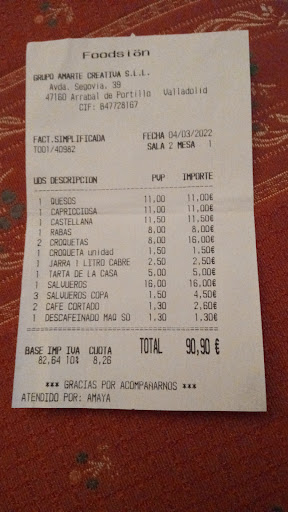 Foodsiön
GRUPO AMARTE CREATIVA S.L.L.
Avda. Segovia, 39
47160 Arrabal de Portillo Valladolid
CIF: B47728167
FACT.SIMPLIFICADA FECHA 04/03/2022
T001/40982 SALA 2 MESA 1
UDS DESCRIPCION PVP IMPORTE
1 QUESOS 11,00 11,00€
1 CAPRICCIOSA 11,00 11,00€
1 CASTELLANA 11,50 11,50€
1 RABAS 8,00 8,00€
2 CROQUETAS 8,00 16,00€
1 CROQUETA unidad 1,50 1,50€
1 JARRA 1 LITRO CABRE 2,50 2,50€
1 TARTA DE LA CASA 5,00 5,00€
1 SALVUEROS 16,00 16,00€
3 SALVUEROS COPA 1,50 4,50€
2 CAFE CORTADO 1,30 2,60€
1 DESCAFEINADO MAQ SO 1,30 1,30€
BASE IMP IVA CUOTA TOTAL 90,90 €
82,64 10% 8,26
*** GRACIAS POR ACOMPAÑARNOS ***
ATENDIDO POR: AMAYA